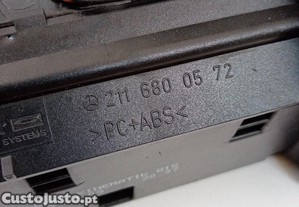 211 680 05 72
SYSTEMS
>PC+ABS<
CustoJusto.pt